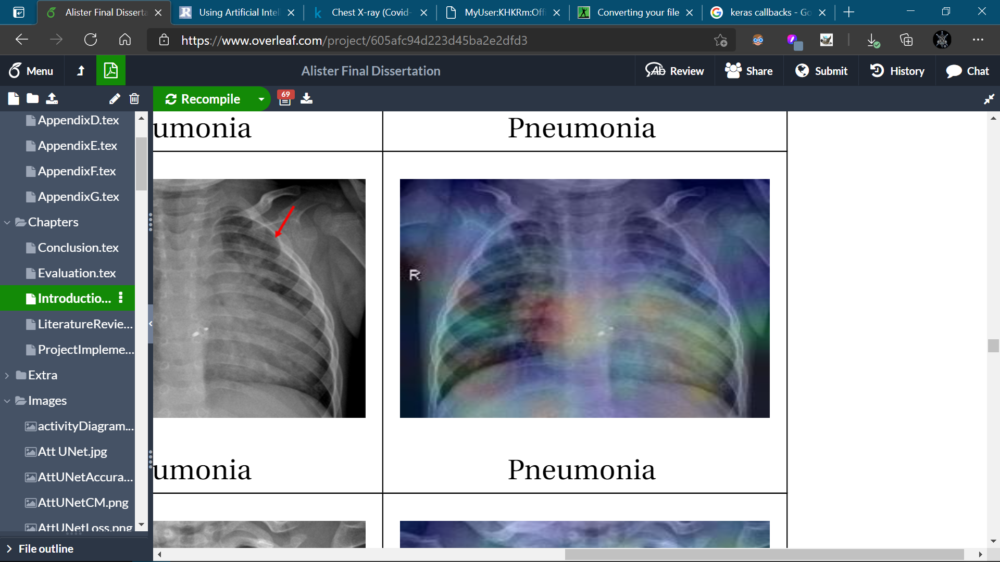 Alister Final Disserta
Using Artificial Intel
Chest X-ray (Covid-
MyUser:KHKRm:Offi
Converting your file
keras callbacks - Go
https://www.overleaf.com/project/605afc94d223d45ba2e2dfd3
Menu
Alister Final Dissertation
Review
Share
Submit
History
Chat
Recompile
69
AppendixD.tex
AppendixE.tex
AppendixF.tex
AppendixG.tex
Chapters
Conclusion.tex
Evaluation.tex
Introductio...
LiteratureRevie...
ProjectImpleme...
Extra
Images
activityDiagram...
Att UNet.jpg
AttUNetAccura...
AttUNetCM.png
AttUNetLoss.png
File outline
umonia
Pneumonia
R
umonia
Pneumonia